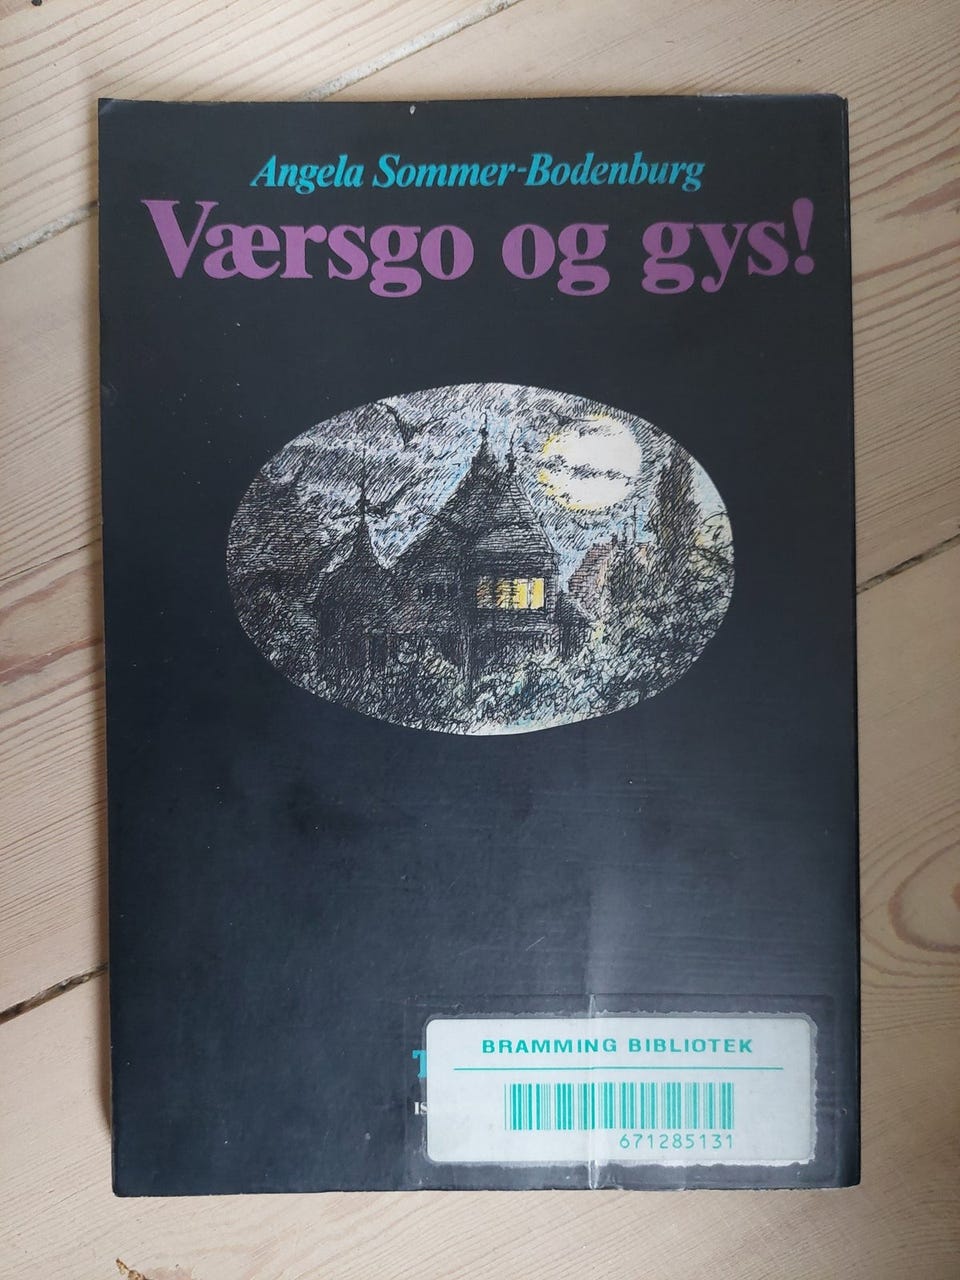 Angela Sommer-Bodenburg
Værsgo og gys!
BRAMMING BIBLIOTEK
671285131